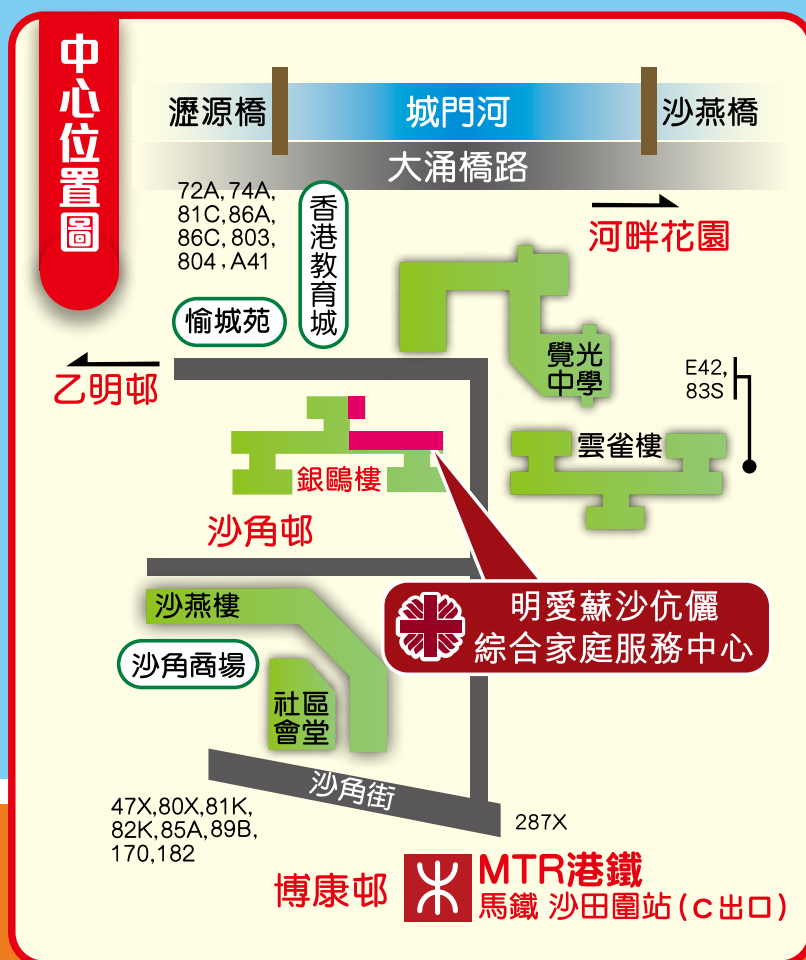 中心位置圖
瀝源橋
城門河
沙燕橋
大涌橋路
72A, 74A,
81C, 86A,
86C, 803,
804, A41
香港教育城
河畔花園
愉城苑
覺光
中學
乙明邨
E42,
83S
雲雀樓
銀鷗樓
沙角邨
明愛蘇沙伉儷
綜合家庭服務中心
沙燕樓
沙角商場
社區
會堂
沙角街
47X,80X,81K,
82K,85A,89B,
170,182
287X
博康邨
MTR港鐵
馬鐵 沙田圍站(C出口)